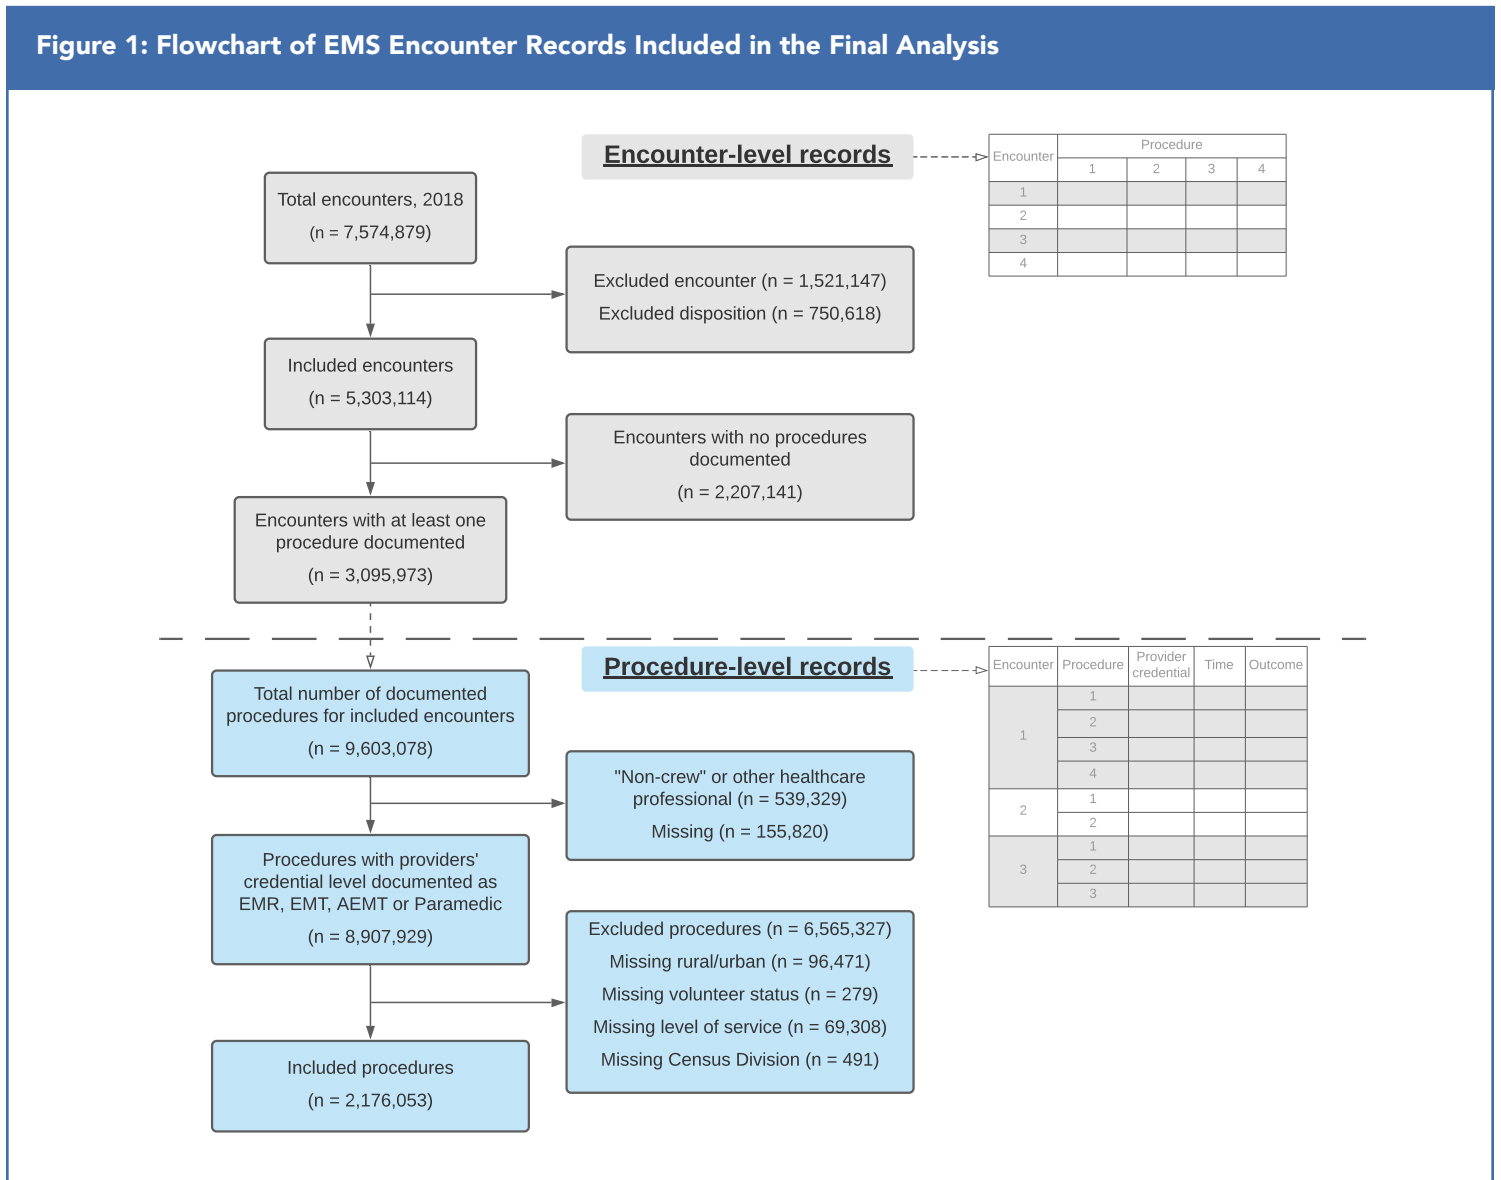 Figure 1: Flowchart of EMS Encounter Records Included in the Final Analysis
Encounter-level records
Encounter
Procedure
1 2 3 4
1
2
3
4
Total encounters, 2018
(n = 7,574,879)
Excluded encounter (n = 1,521,147)
Excluded disposition (n = 750,618)
Included encounters
(n = 5,303,114)
Encounters with no procedures
documented
(n = 2,207,141)
Encounters with at least one
procedure documented
(n = 3,095,973)
Procedure-level records
Encounter Procedure Provider credential Time Outcome
1
1
2
3
4
2
1
2
3
1
2
3
Total number of documented
procedures for included encounters
(n = 9,603,078)
"Non-crew" or other healthcare
professional (n = 539,329)
Missing (n = 155,820)
Procedures with providers'
credential level documented as
EMR, EMT, AEMT or Paramedic
(n = 8,907,929)
Excluded procedures (n = 6,565,327)
Missing rural/urban (n = 96,471)
Missing volunteer status (n = 279)
Missing level of service (n = 69,308)
Missing Census Division (n = 491)
Included procedures
(n = 2,176,053)